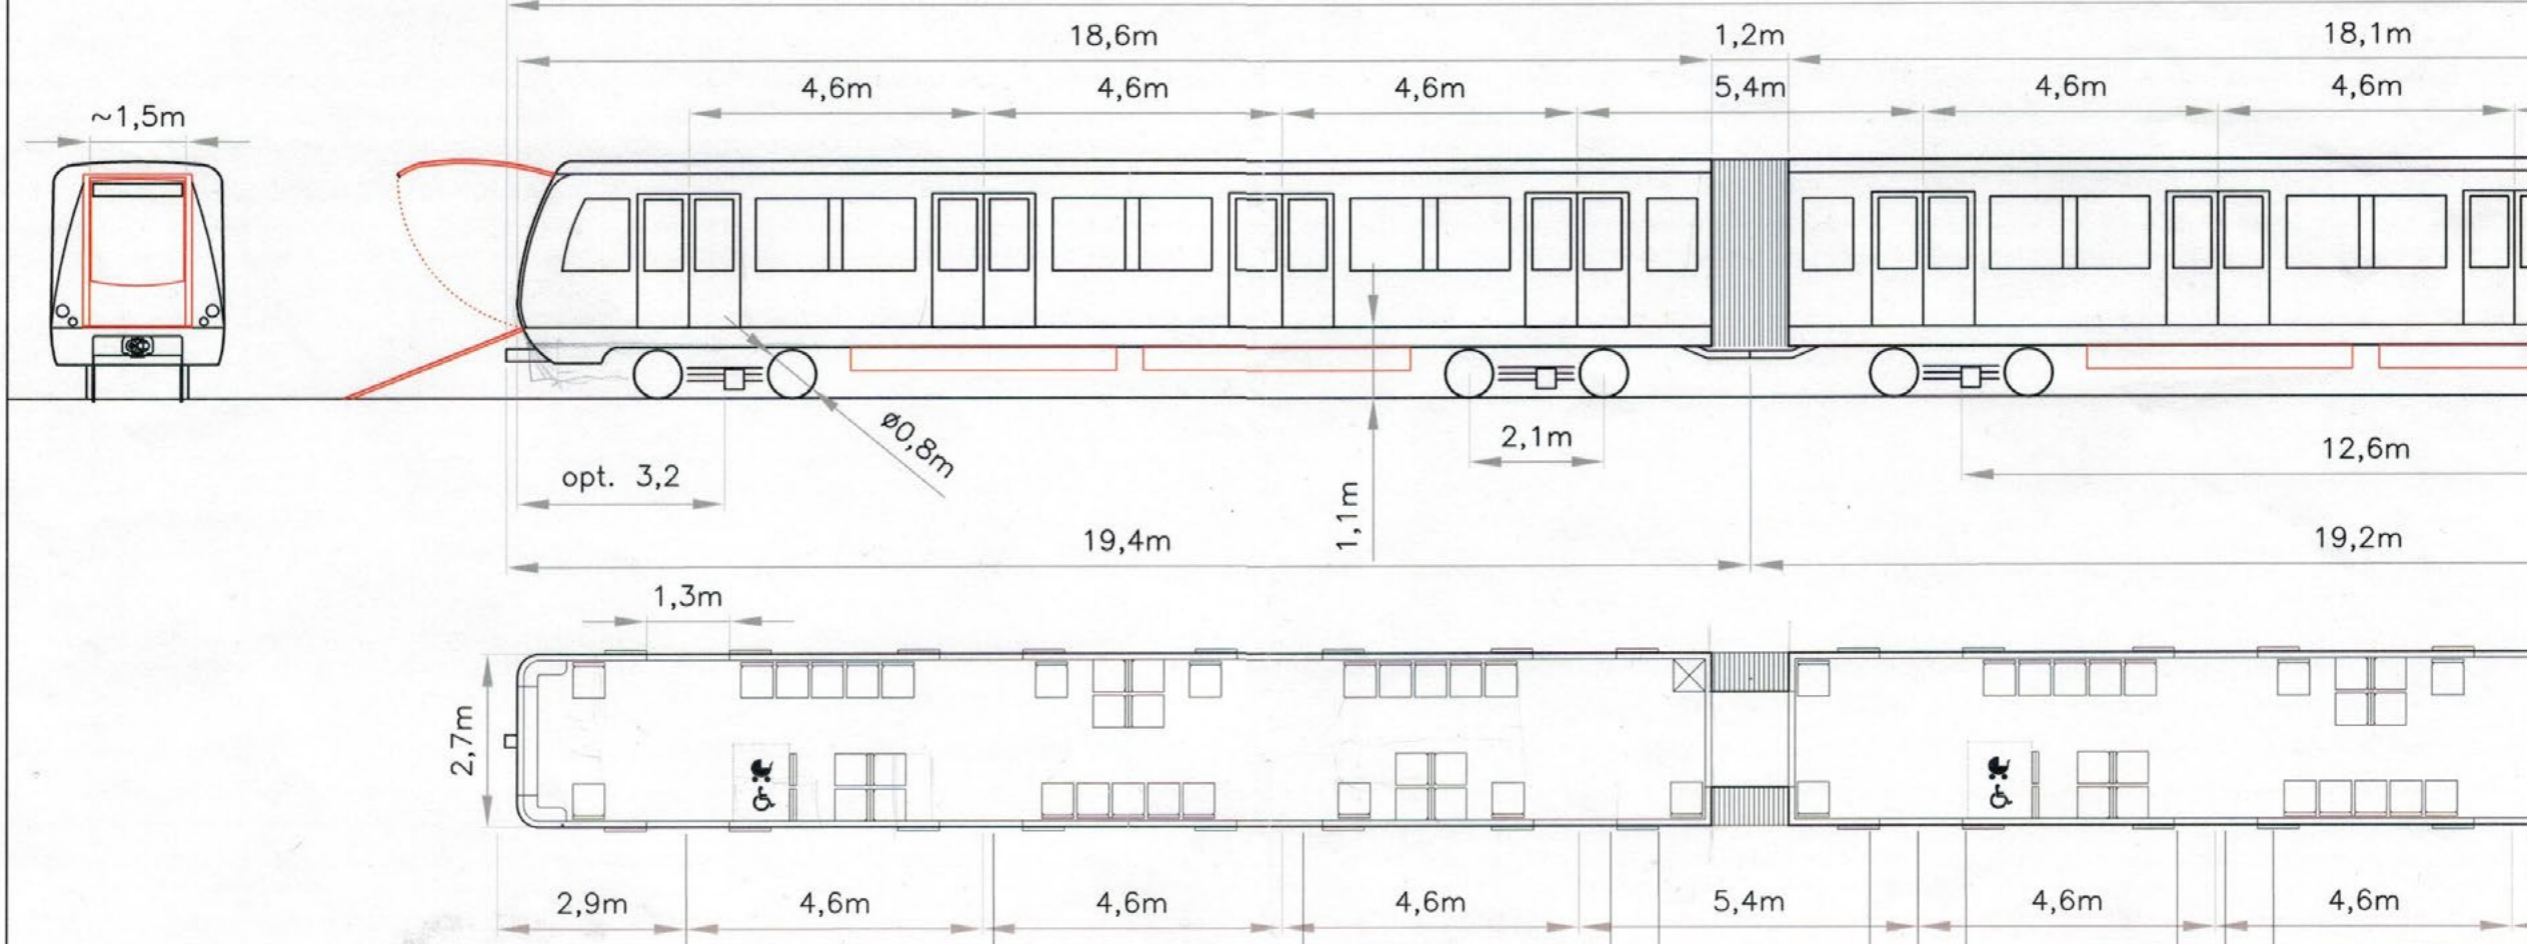 18,6m 1,2m 18,1m
4,6m 4,6m 4,6m 5,4m 4,6m 4,6m
~1,5m
ø0,8m
2,1m
12,6m
opt. 3,2
1,1m
19,4m 19,2m
1,3m
2,7m
2,9m 4,6m 4,6m 4,6m 5,4m 4,6m 4,6m